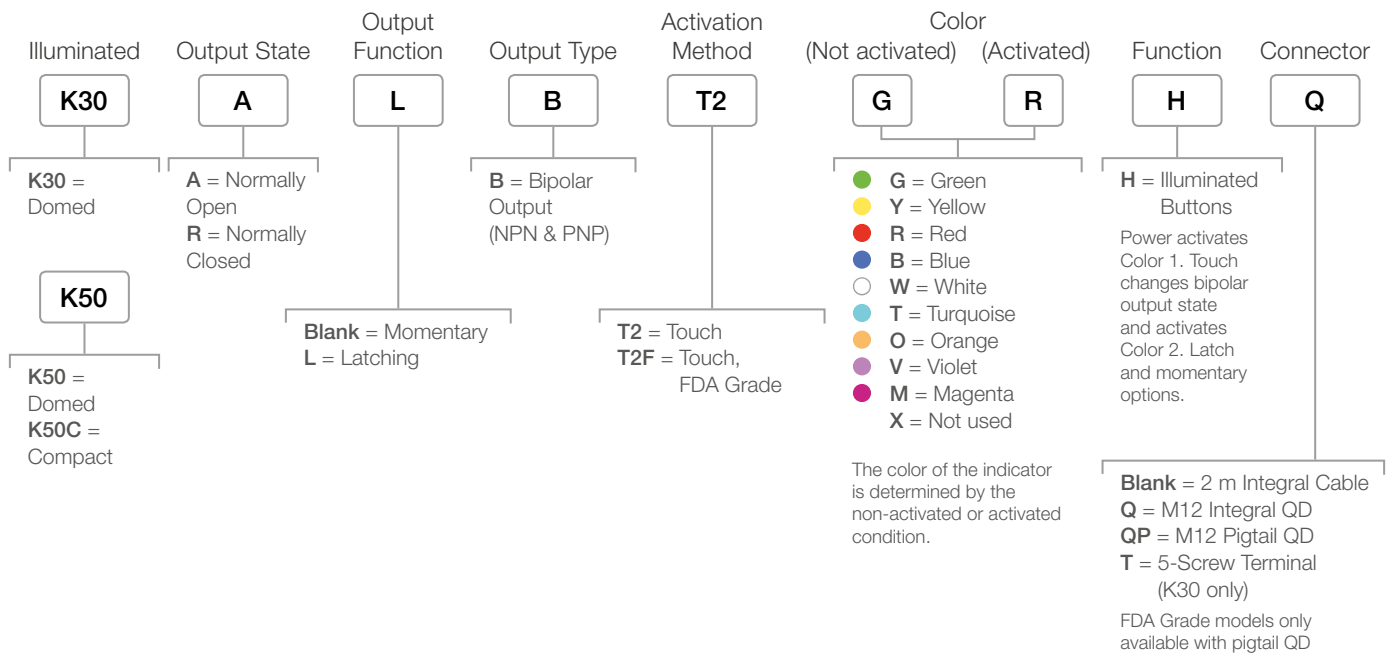 Illuminated
Output State
Output
Function
Output Type
Activation
Method
Color
(Not activated)
(Activated)
Function
Connector
K30
A
L
B
T2
G
R
H
Q
K30 =
Domed
K50
K50 =
Domed
K50C =
Compact
A = Normally
Open
R = Normally
Closed
Blank = Momentary
L = Latching
B = Bipolar
Output
(NPN & PNP)
T2 = Touch
T2F = Touch,
FDA Grade
G = Green
Y = Yellow
R = Red
B = Blue
W = White
T = Turquoise
O = Orange
V = Violet
M = Magenta
X = Not used
The color of the indicator
is determined by the
non-activated or activated
condition.
H = Illuminated
Buttons
Power activates
Color 1. Touch
changes bipolar
output state
and activates
Color 2. Latch
and momentary
options.
Blank = 2 m Integral Cable
Q = M12 Integral QD
QP = M12 Pigtail QD
T = 5-Screw Terminal
(K30 only)
FDA Grade models only
available with pigtail QD